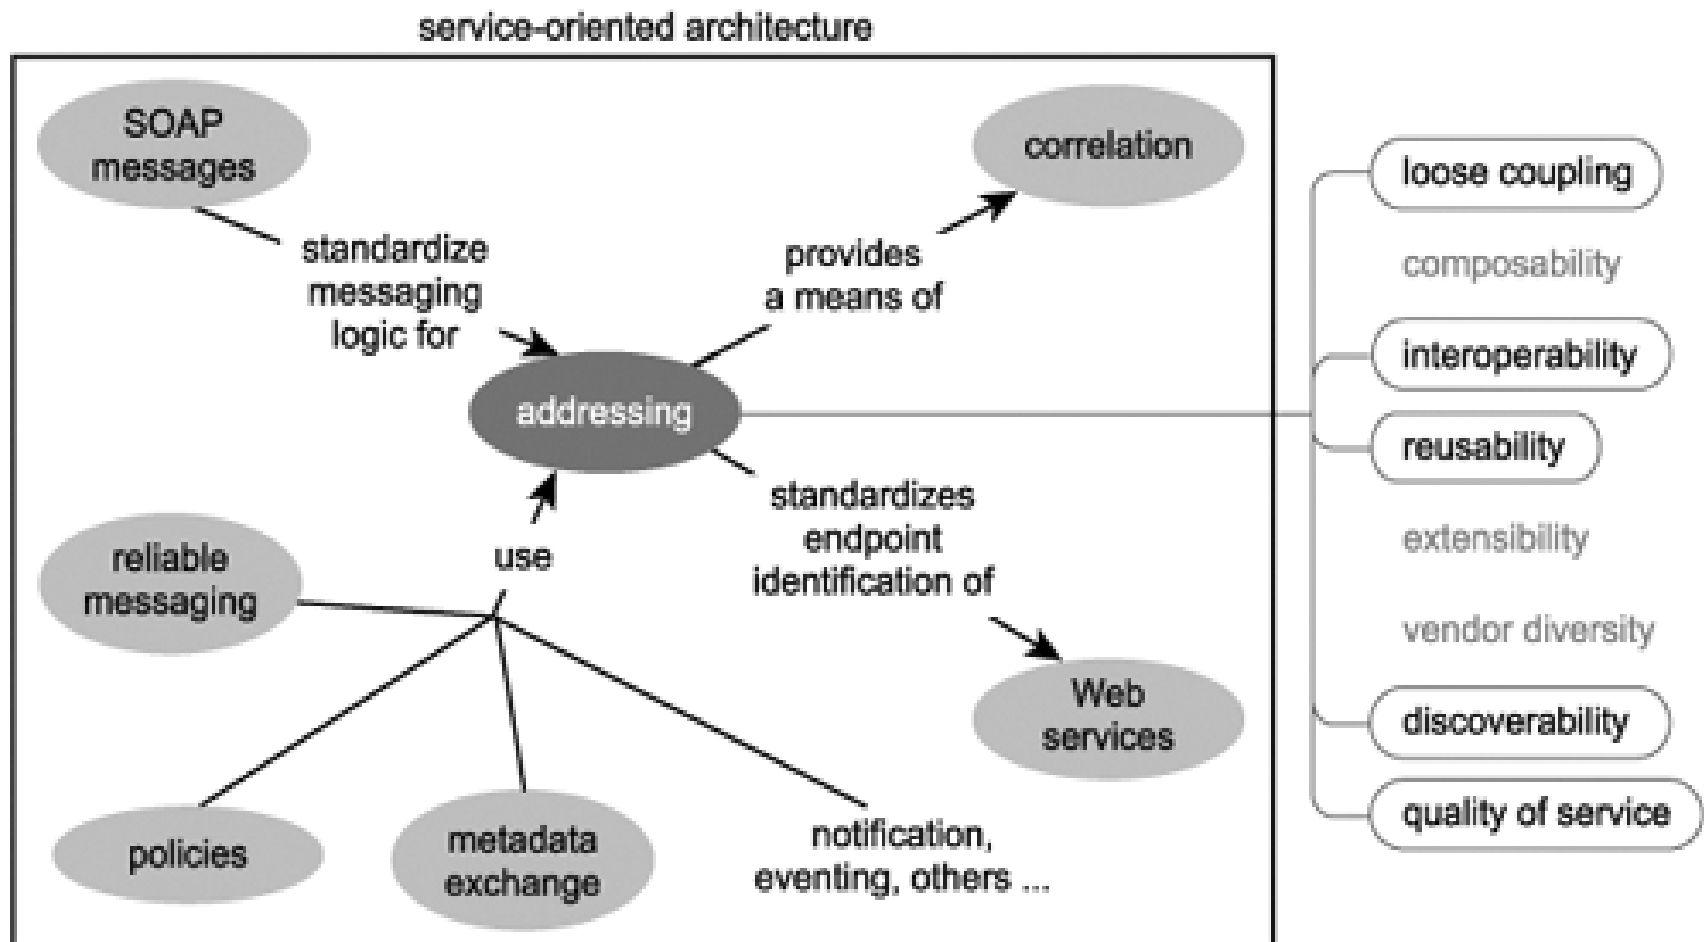 service-oriented architecture
SOAP
messages
correlation
standardize
messaging
logic for
provides
a means of
addressing
standardizes
endpoint
identification of
use
reliable
messaging
Web
services
policies
metadata
exchange
notification,
eventing, others ...
loose coupling
composability
interoperability
reusability
extensibility
vendor diversity
discoverability
quality of service